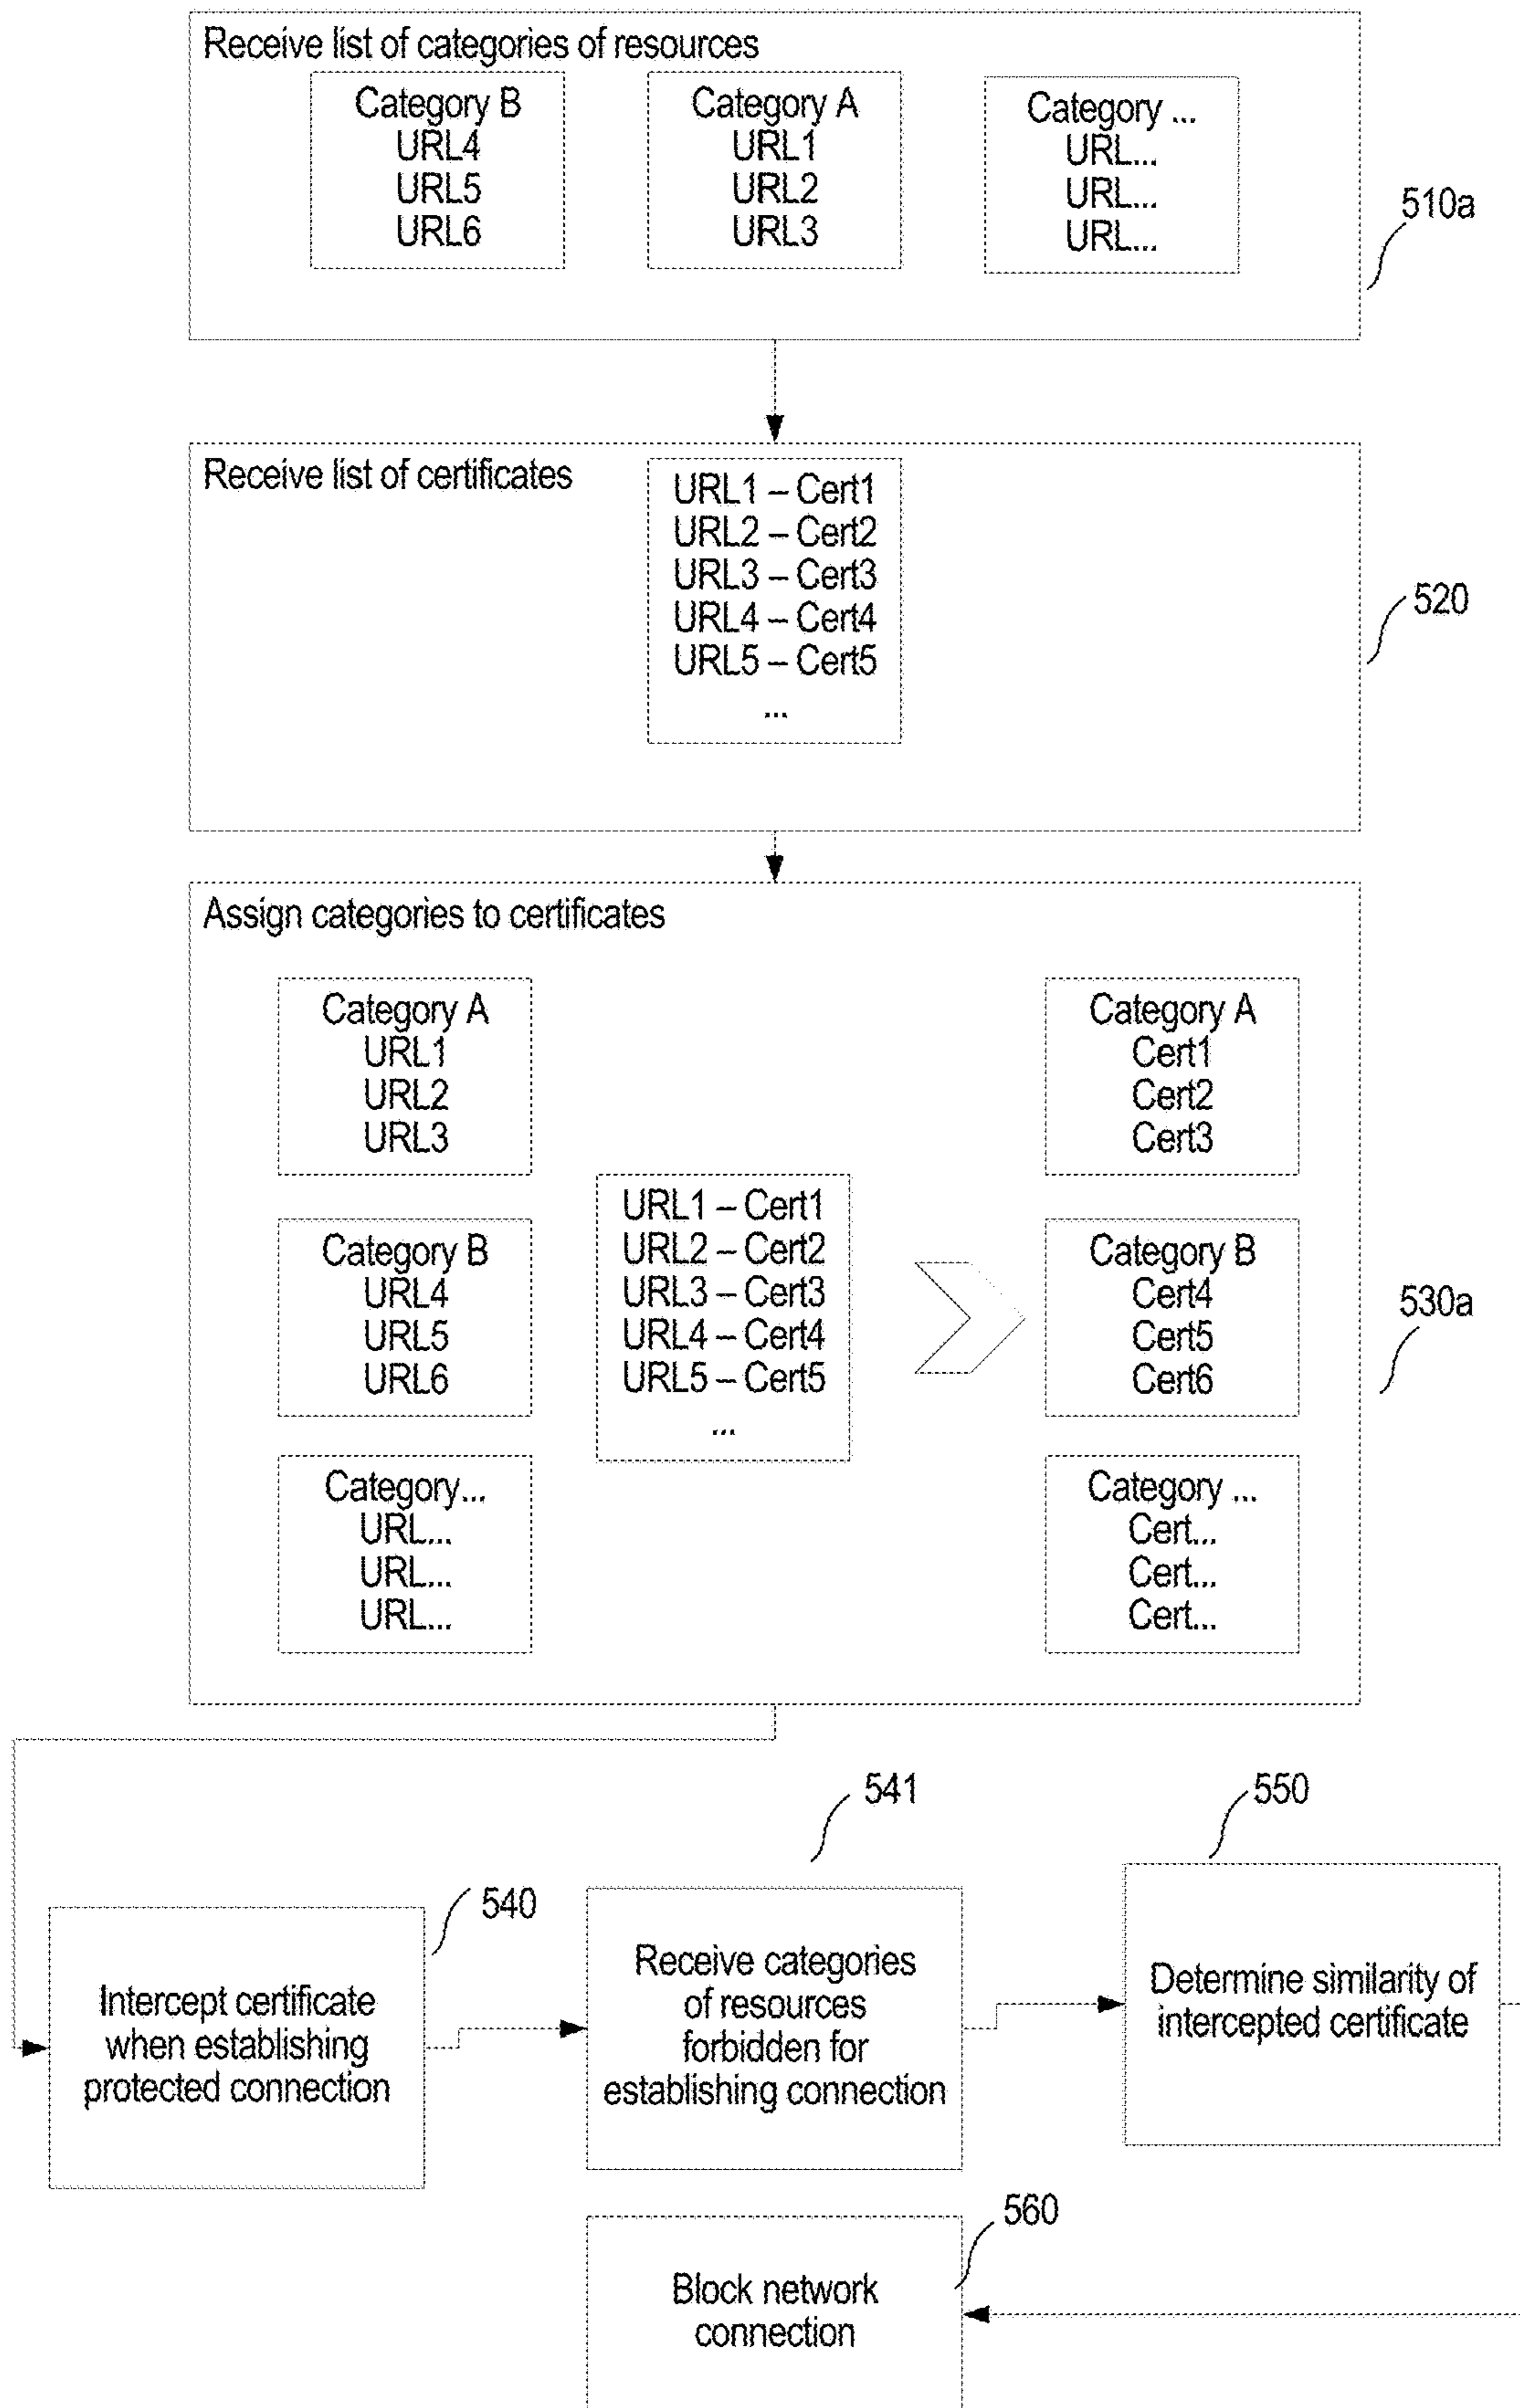 Receive list of categories of resources
Category B
URL4
URL5
URL6
Category A
URL1
URL2
URL3
Category ...
URL...
URL...
URL...
510a
Receive list of certificates
URL1 – Cert1
URL2 – Cert2
URL3 – Cert3
URL4 – Cert4
URL5 – Cert5
...
520
Assign categories to certificates
Category A
URL1
URL2
URL3
Category B
URL4
URL5
URL6
Category...
URL...
URL...
URL...
URL1 – Cert1
URL2 – Cert2
URL3 – Cert3
URL4 – Cert4
URL5 – Cert5
...
Category A
Cert1
Cert2
Cert3
Category B
Cert4
Cert5
Cert6
Category ...
Cert...
Cert...
Cert...
530a
540
Intercept certificate
when establishing
protected connection
541
Receive categories
of resources
forbidden for
establishing connection
550
Determine similarity of
intercepted certificate
560
Block network
connection